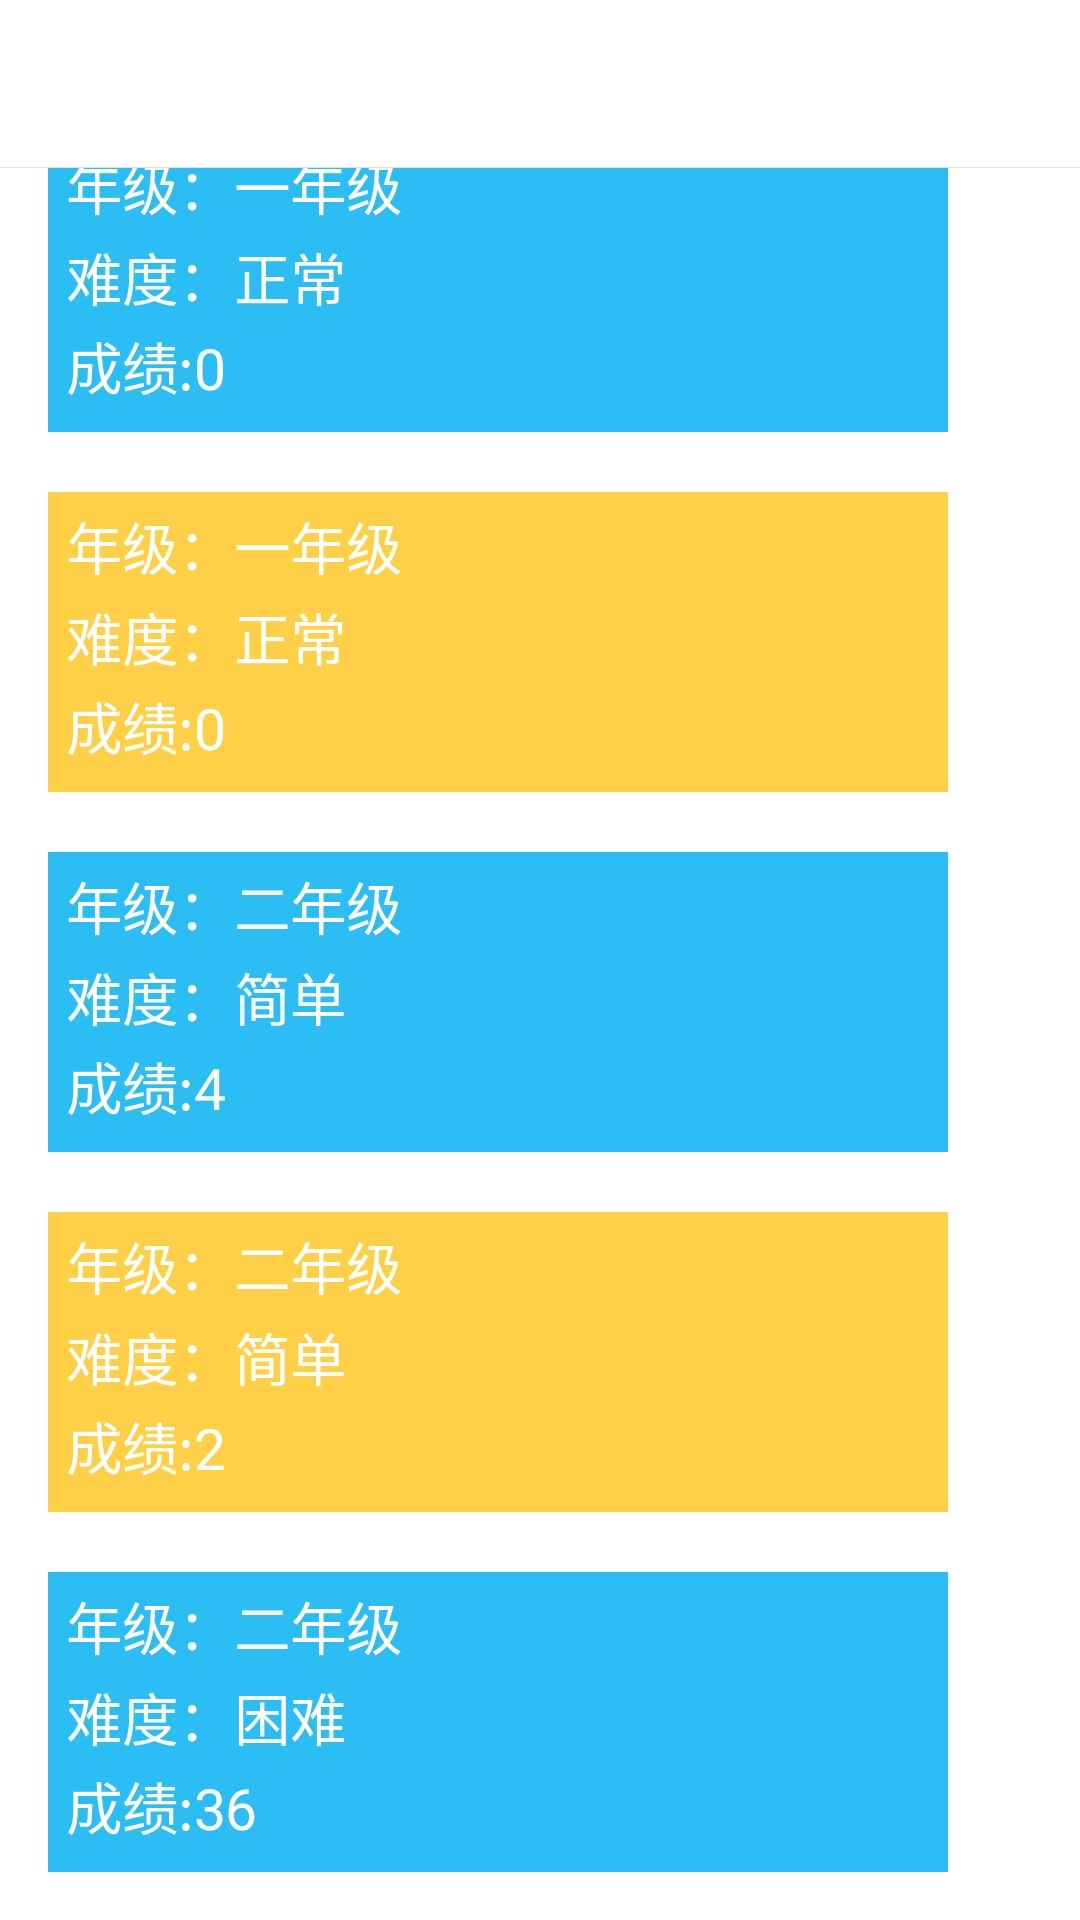 年级：一年级
难度：正常
成绩:0
年级：一年级
难度：正常
成绩:0
年级：二年级
难度：简单
成绩:4
年级：二年级
难度：简单
成绩:2
年级：二年级
难度：困难
成绩:36